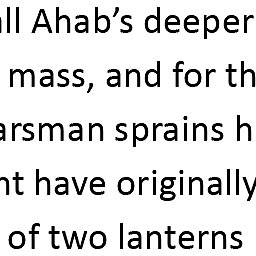 all Ahab’s deeper
mass, and for th
arsman sprains h
nt have originally
of two lanterns